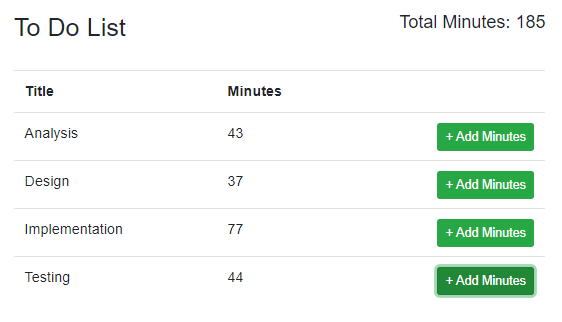 To Do List
Total Minutes: 185
Title Minutes
Analysis 43 + Add Minutes
Design 37 + Add Minutes
Implementation 77 + Add Minutes
Testing 44 + Add Minutes